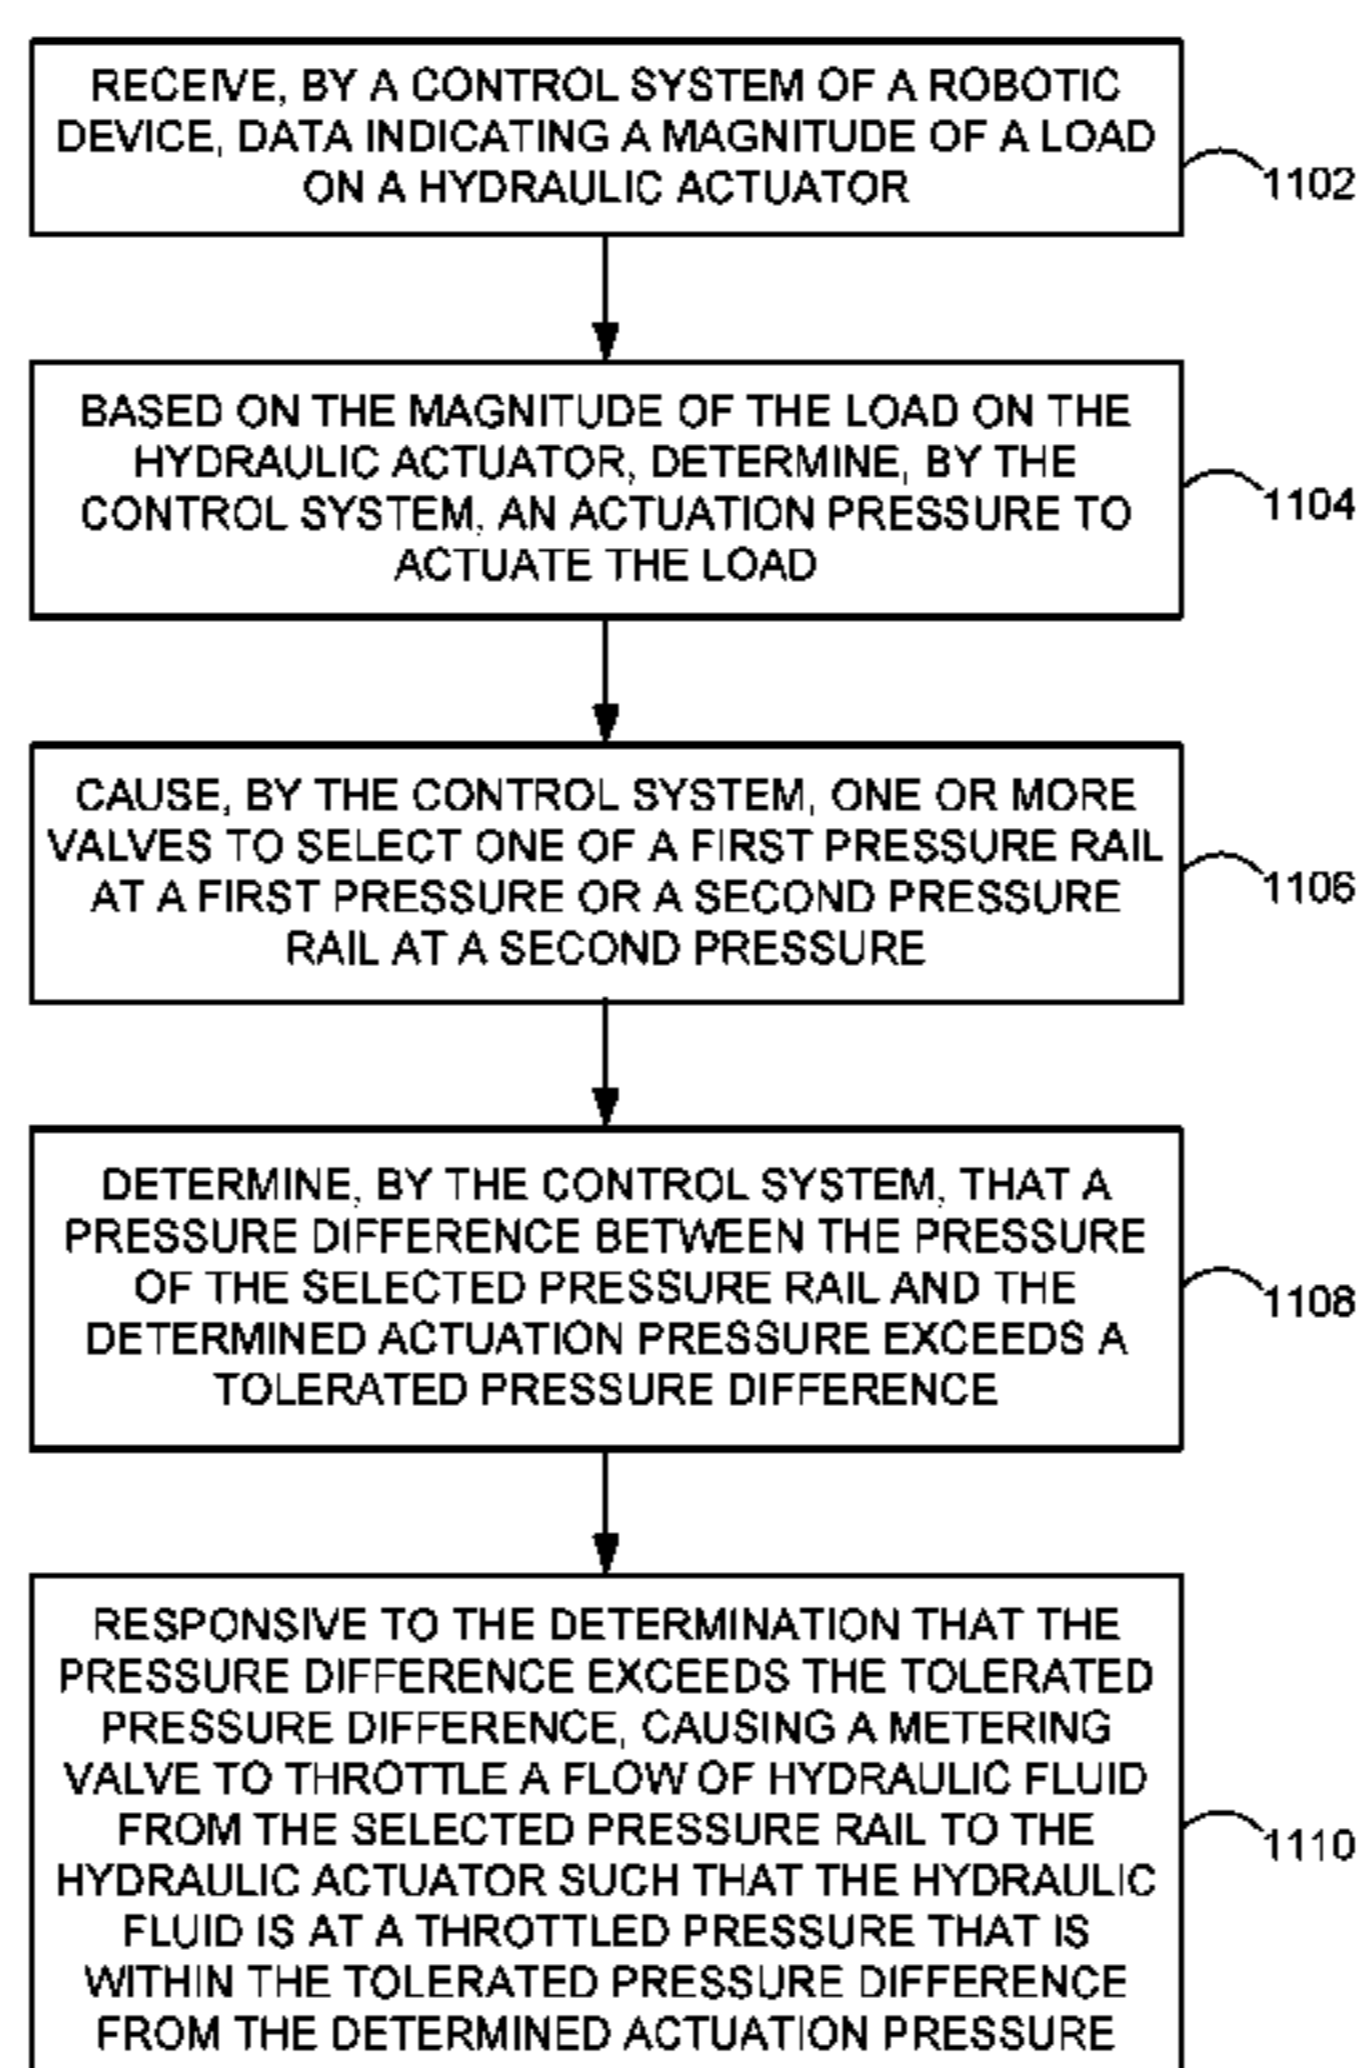 RECEIVE, BY A CONTROL SYSTEM OF A ROBOTIC
DEVICE, DATA INDICATING A MAGNITUDE OF A LOAD
ON A HYDRAULIC ACTUATOR
1102
BASED ON THE MAGNITUDE OF THE LOAD ON THE
HYDRAULIC ACTUATOR, DETERMINE, BY THE
CONTROL SYSTEM, AN ACTUATION PRESSURE TO
ACTUATE THE LOAD
1104
CAUSE, BY THE CONTROL SYSTEM, ONE OR MORE
VALVES TO SELECT ONE OF A FIRST PRESSURE RAIL
AT A FIRST PRESSURE OR A SECOND PRESSURE
RAIL AT A SECOND PRESSURE
1106
DETERMINE, BY THE CONTROL SYSTEM, THAT A
PRESSURE DIFFERENCE BETWEEN THE PRESSURE
OF THE SELECTED PRESSURE RAIL AND THE
DETERMINED ACTUATION PRESSURE EXCEEDS A
TOLERATED PRESSURE DIFFERENCE
1108
RESPONSIVE TO THE DETERMINATION THAT THE
PRESSURE DIFFERENCE EXCEEDS THE TOLERATED
PRESSURE DIFFERENCE, CAUSING A METERING
VALVE TO THROTTLE A FLOW OF HYDRAULIC FLUID
FROM THE SELECTED PRESSURE RAIL TO THE
HYDRAULIC ACTUATOR SUCH THAT THE HYDRAULIC
FLUID IS AT A THROTTLED PRESSURE THAT IS
WITHIN THE TOLERATED PRESSURE DIFFERENCE
FROM THE DETERMINED ACTUATION PRESSURE
1110